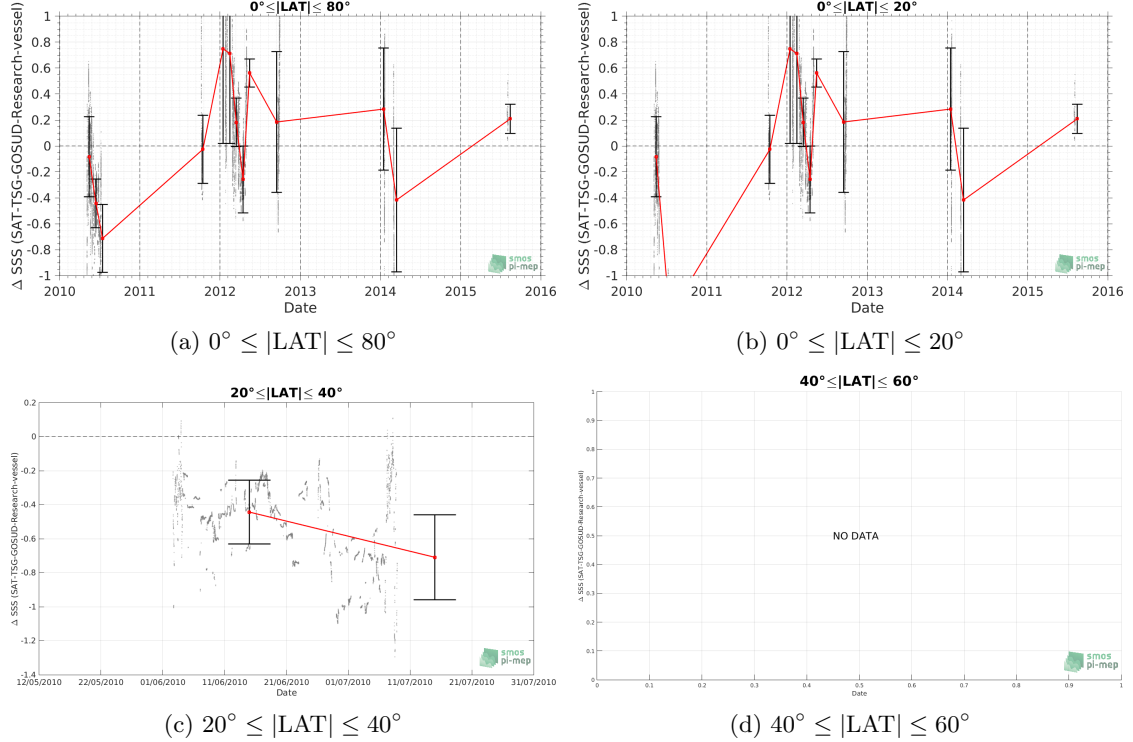 0°≤|LAT|≤ 80°
Δ SSS (SAT-TSG-GOSUD-Research-vessel)
1
0.8
0.6
0.4
0.2
0
-0.2
-0.4
-0.6
-0.8
-1
2010 2011 2012 2013 2014 2015 2016
Date
smos
pi-mep
(a) 0° ≤ |LAT| ≤ 80°
0°≤|LAT|≤ 20°
Δ SSS (SAT-TSG-GOSUD-Research-vessel)
1
0.8
0.6
0.4
0.2
0
-0.2
-0.4
-0.6
-0.8
-1
2010 2011 2012 2013 2014 2015 2016
Date
smos
pi-mep
(b) 0° ≤ |LAT| ≤ 20°
20°≤|LAT|≤ 40°
Δ SSS (SAT-TSG-GOSUD-Research-vessel)
0.2
0
-0.2
-0.4
-0.6
-0.8
-1
-1.2
-1.4
12/05/2010 22/05/2010 01/06/2010 11/06/2010 21/06/2010 01/07/2010 11/07/2010 21/07/2010 31/07/2010
Date
smos
pi-mep
(c) 20° ≤ |LAT| ≤ 40°
40°≤|LAT|≤ 60°
Δ SSS (SAT-TSG-GOSUD-Research-vessel)
1
0.9
0.8
0.7
0.6
0.5
0.4
0.3
0.2
0.1
0
NO DATA
0 0.1 0.2 0.3 0.4 0.5 0.6 0.7 0.8 0.9 1
Date
smos
pi-mep
(d) 40° ≤ |LAT| ≤ 60°